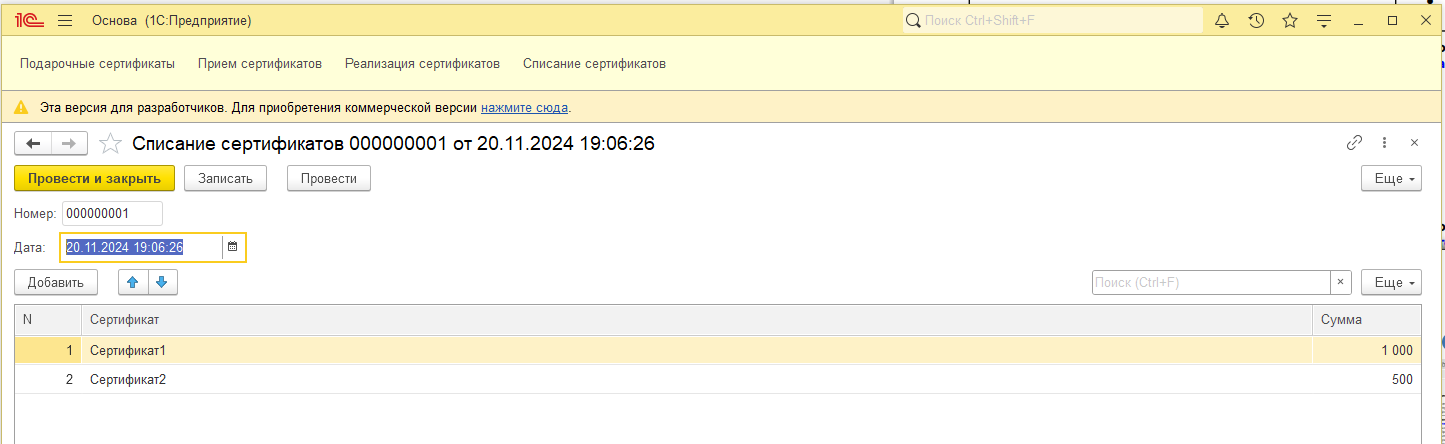 1С Основа (1С:Предприятие) Поиск Ctrl+Shift+F
Подарочные сертификаты Прием сертификатов Реализация сертификатов Списание сертификатов
Эта версия для разработчиков. Для приобретения коммерческой версии нажмите сюда.
Списание сертификатов 000000001 от 20.11.2024 19:06:26
Провести и закрыть Записать Провести Еще
Номер: 000000001
Дата: 20.11.2024 19:06:26
Добавить Поиск (Ctrl+F) × Еще
N Сертификат Сумма
1 Сертификат1 1 000
2 Сертификат2 500